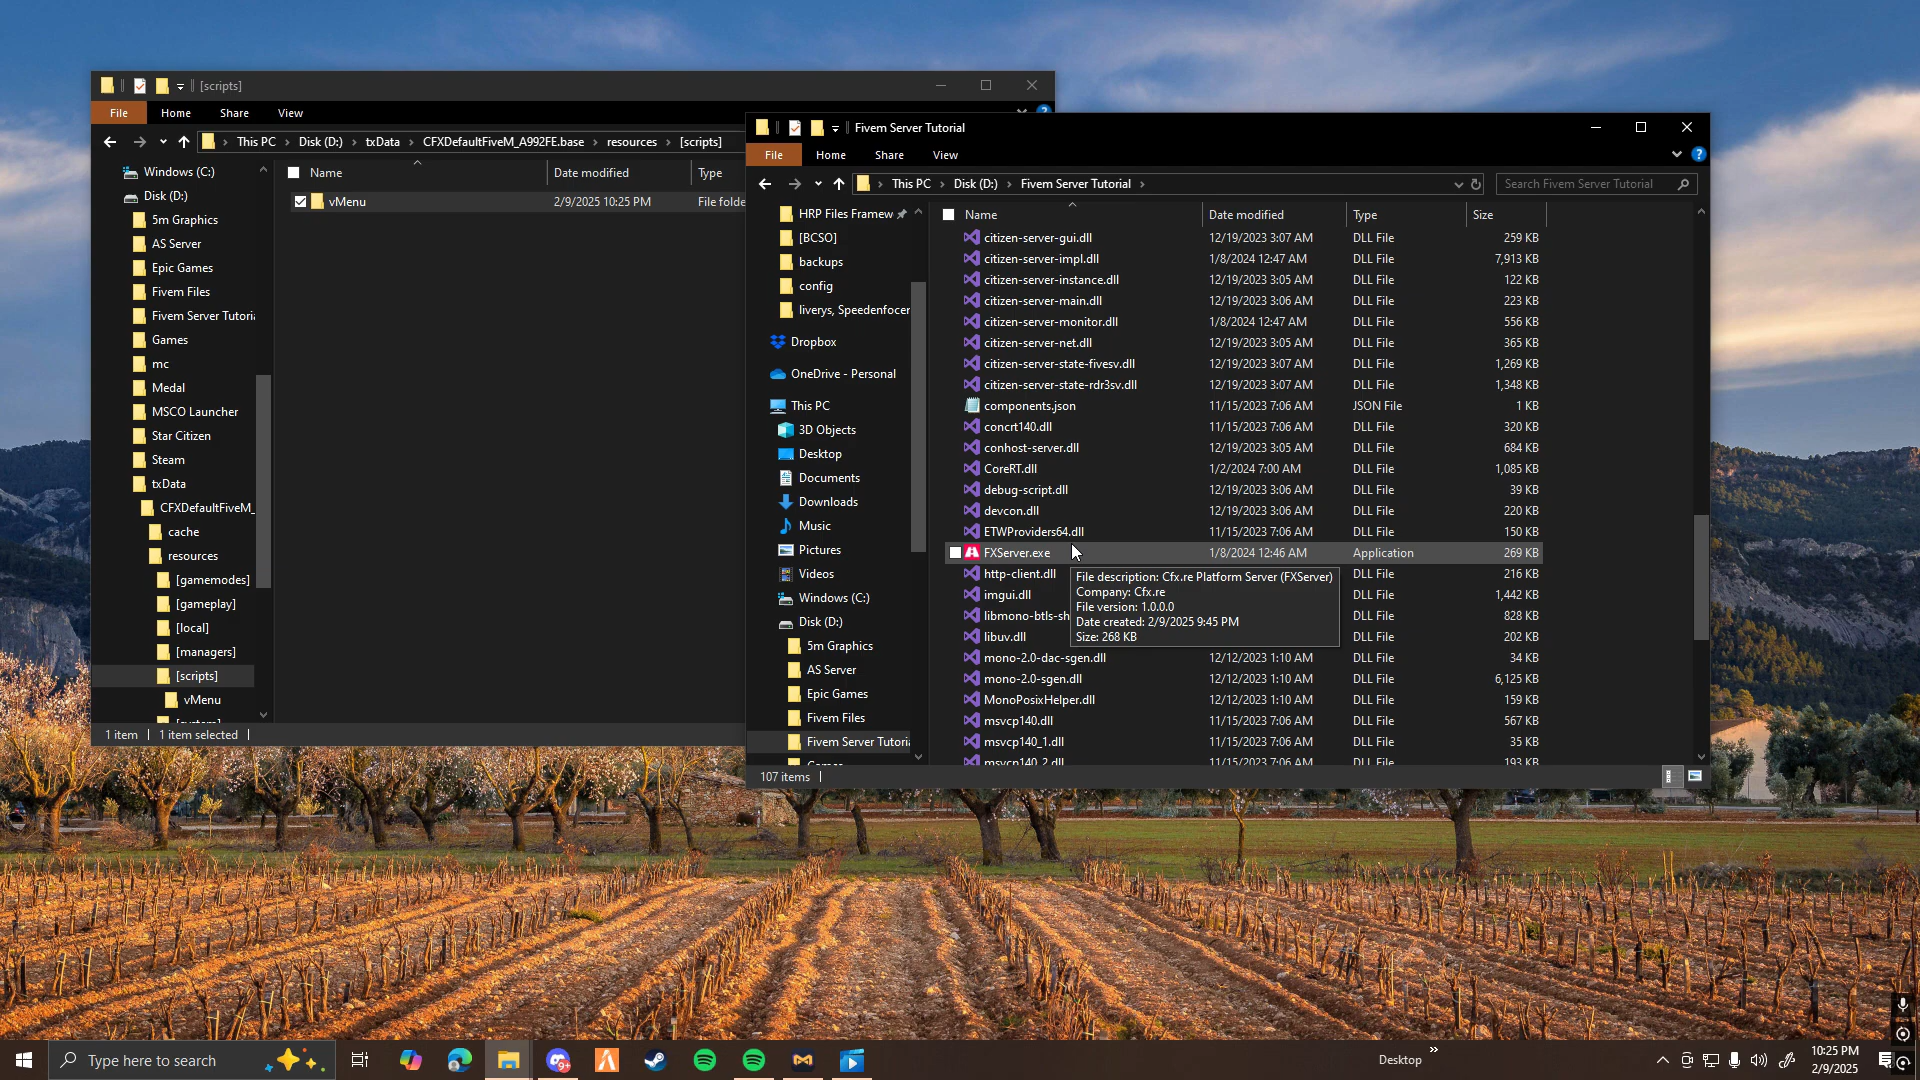 [scripts]
File
Home
Share
View
This PC
Disk (D:)
txData
CFXDefaultFiveM_A992FE.base
resources
[scripts]
Windows (C:)
Disk (D:)
5m Graphics
AS Server
Epic Games
Fivem Files
Fivem Server Tutoria
Games
mc
Medal
MSCO Launcher
Star Citizen
Steam
txData
CFXDefaultFiveM_
cache
resources
[gamemodes]
[gameplay]
[local]
[managers]
[scripts]
vMenu
Name
Date modified
Type
vMenu
2/9/2025 10:25 PM
File folde
1 item
1 item selected
Fivem Server Tutorial
File
Home
Share
View
This PC
Disk (D:)
Fivem Server Tutorial
Search Fivem Server Tutorial
HRP Files Framew
[BCSO]
backups
config
liverys, Speedenfocer
Dropbox
OneDrive - Personal
This PC
3D Objects
Desktop
Documents
Downloads
Music
Pictures
Videos
Windows (C:)
Disk (D:)
5m Graphics
AS Server
Epic Games
Fivem Files
Fivem Server Tutoria
Name Date modified Type Size
citizen-server-gui.dll 12/19/2023 3:07 AM DLL File 259 KB
citizen-server-impl.dll 1/8/2024 12:47 AM DLL File 7,913 KB
citizen-server-instance.dll 12/19/2023 3:05 AM DLL File 122 KB
citizen-server-main.dll 12/19/2023 3:06 AM DLL File 223 KB
citizen-server-monitor.dll 1/8/2024 12:47 AM DLL File 556 KB
citizen-server-net.dll 12/19/2023 3:05 AM DLL File 365 KB
citizen-server-state-fivesv.dll 12/19/2023 3:07 AM DLL File 1,269 KB
citizen-server-state-rdr3sv.dll 12/19/2023 3:07 AM DLL File 1,348 KB
components.json 11/15/2023 7:06 AM JSON File 1 KB
concrt140.dll 11/15/2023 7:06 AM DLL File 320 KB
conhost-server.dll 12/19/2023 3:05 AM DLL File 684 KB
CoreRT.dll 1/2/2024 7:00 AM DLL File 1,085 KB
debug-script.dll 12/19/2023 3:06 AM DLL File 39 KB
devcon.dll 12/19/2023 3:06 AM DLL File 220 KB
ETWProviders64.dll 11/15/2023 7:06 AM DLL File 150 KB
FXServer.exe 1/8/2024 12:46 AM Application 269 KB
http-client.dll DLL File 216 KB
imgui.dll DLL File 1,442 KB
libmono-btls-sh DLL File 828 KB
libuv.dll DLL File 202 KB
mono-2.0-dac-sgen.dll 12/12/2023 1:10 AM DLL File 34 KB
mono-2.0-sgen.dll 12/12/2023 1:10 AM DLL File 6,125 KB
MonoPosixHelper.dll 12/12/2023 1:10 AM DLL File 159 KB
msvcp140.dll 11/15/2023 7:06 AM DLL File 567 KB
msvcp140_1.dll 11/15/2023 7:06 AM DLL File 35 KB
msvcp140_2.dll 11/15/2023 7:06 AM DLL File 193 KB
File description: Cfx.re Platform Server (FXServer)
Company: Cfx.re
File version: 1.0.0.0
Date created: 2/9/2025 9:45 PM
Size: 268 KB
107 items
Type here to search
9+
Desktop
10:25 PM
2/9/2025